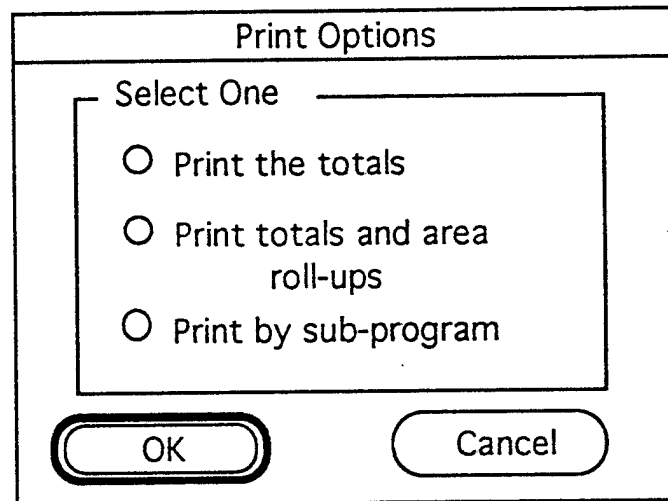 Print Options
Select One
Print the totals
Print totals and area
roll-ups
Print by sub-program
OK
Cancel